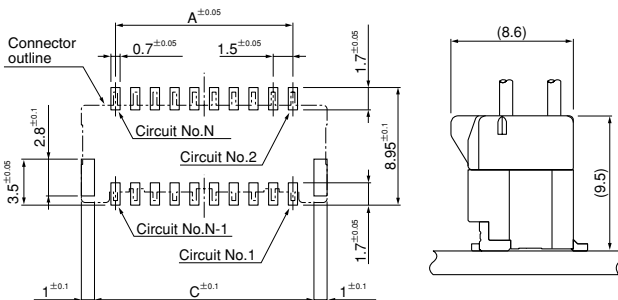 A±0.05
(8.6)
Connector
outline
0.7±0.05
1.5±0.05
1.7±0.05
Circuit No.N
Circuit No.2
2.8±0.1
3.5±0.05
8.95±0.1
(9.5)
Circuit No.N-1
Circuit No.1
1.7±0.05
1±0.1
C±0.1
1±0.1